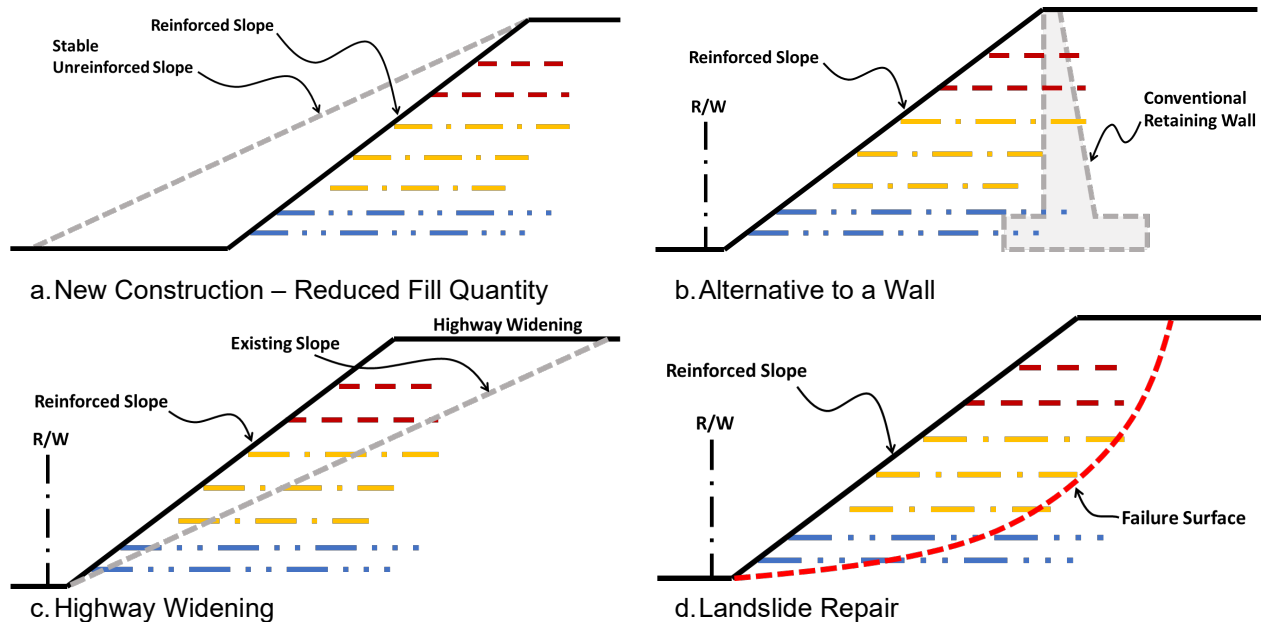 Reinforced Slope
Stable
Unreinforced Slope
a. New Construction – Reduced Fill Quantity
Reinforced Slope
R/W
Conventional
Retaining Wall
b. Alternative to a Wall
Highway Widening
Existing Slope
Reinforced Slope
R/W
c. Highway Widening
Reinforced Slope
R/W
Failure Surface
d. Landslide Repair